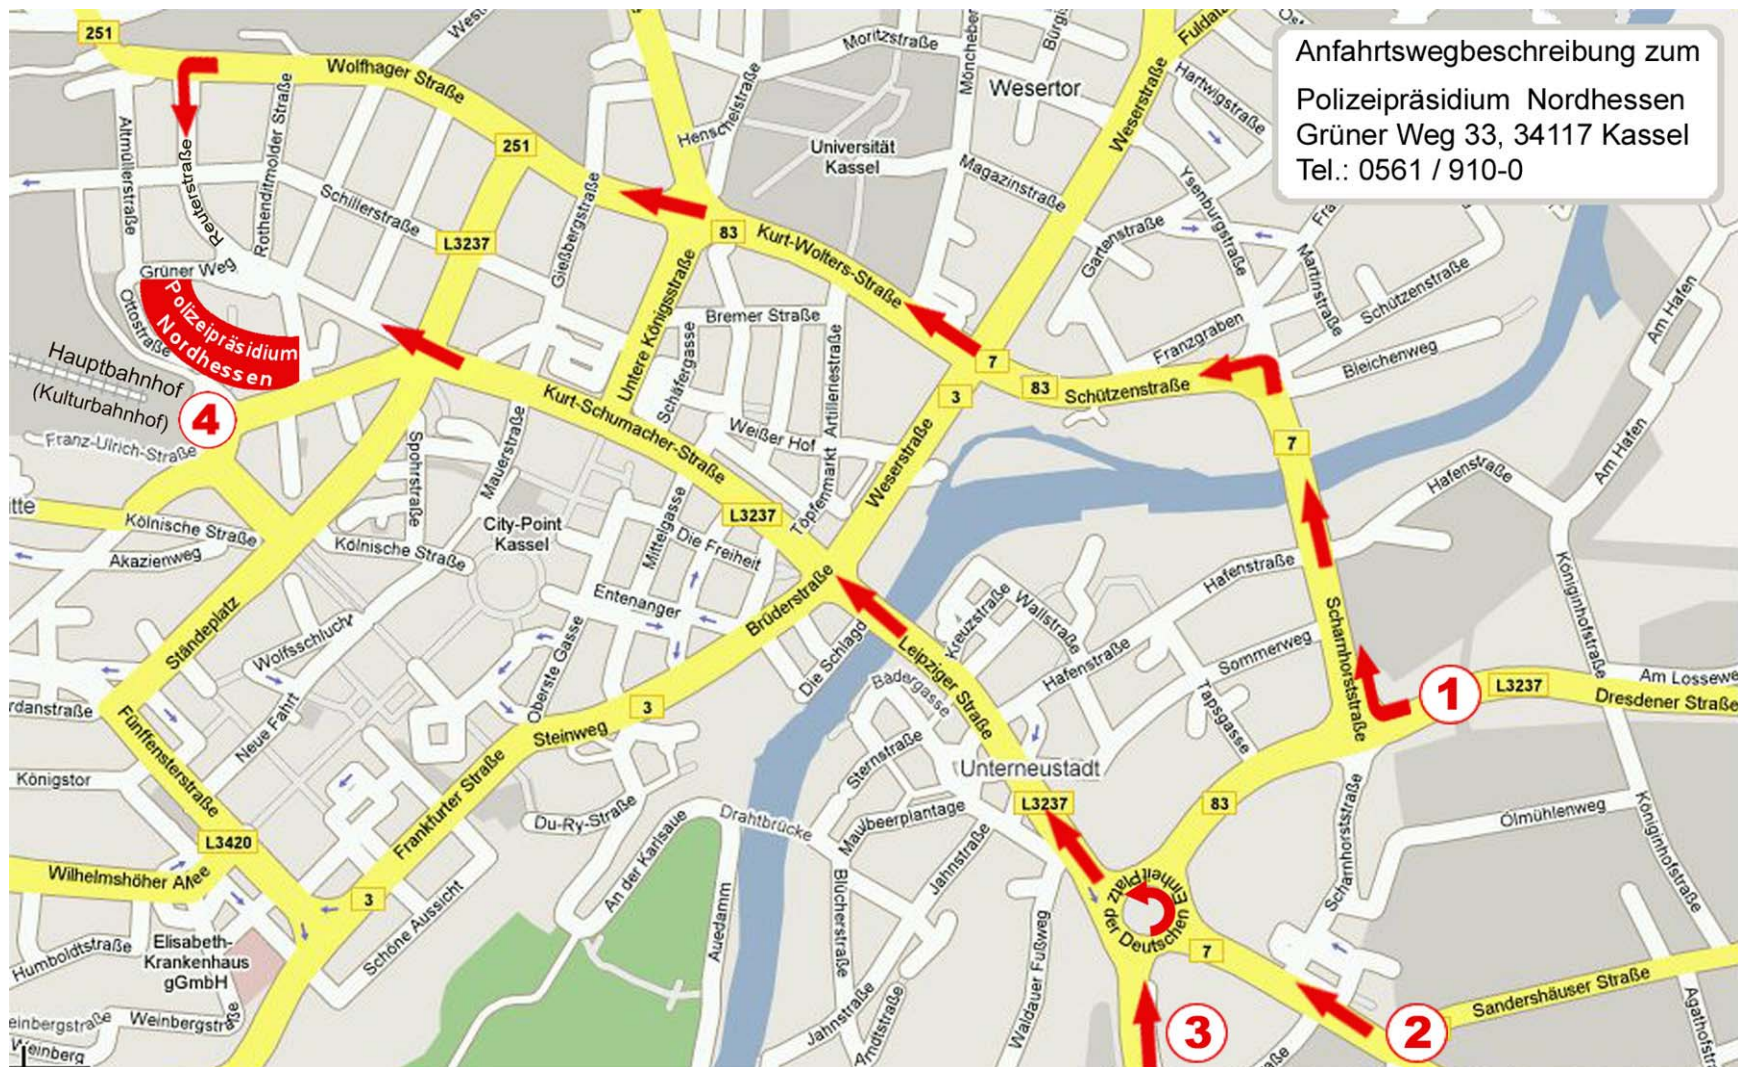 Anfahrtswegbeschreibung zum
Polizeipräsidium Nordhessen
Grüner Weg 33, 34117 Kassel
Tel.: 0561 / 910-0
251
Wolfhager Straße
Moritzstraße
Wesertor
Weserstraße
Hartwigstraße
Henschelstraße
Universität
Kassel
Magazinstraße
Altmüllerstraße
Reuterstraße
Rothenditmolder Straße
Schillerstraße
251
L3237
Gießbergstraße
83
Kurt-Wolters-Straße
Gartenstraße
Ysenburgstraße
Martinstraße
Schützenstraße
Am Hafen
Grüner Weg
Ottostraße
Polizeipräsidium
Nordhessen
Untere Königsstraße
Bremer Straße
Schäfergasse
Artilleriestraße
Franzgraben
Bleichenweg
7
83
3
Schützenstraße
Hauptbahnhof
(Kulturbahnhof)
4
Franz-Ulrich-Straße
Kurt-Schumacher-Straße
Weißer Hof
Töpfenmarkt
Weserstraße
7
Am Hafen
Hafenstraße
Spohrstraße
Mauerstraße
L3237
Mittelgasse
Die Freiheit
City-Point
Kassel
itte
Kölnische Straße
Akazienweg
Kölnische Straße
Entenanger
Brüderstraße
Hafenstraße
Königinhofstraße
Ständeplatz
Wolfsschlucht
Oberste Gasse
Die Schlagd
Leipziger Straße
Kreuzstraße
Wallstraße
Hafenstraße
Sommerweg
Scharnhorststraße
1
L3237
Am Lossewe
Dresdener Straße
rdanstraße
Fünffensterstraße
Neue Fahrt
Steinweg
3
Bädergasse
Sternstraße
Tapsgasse
Königstor
Unterneustadt
L3237
83
Ölmühlenweg
Königinhofstraße
Frankfurter Straße
Du-Ry-Straße
Drahtbrücke
Maulbeerplantage
Jahnstraße
Scharnhorststraße
L3420
Wilhelmshöher Allee
3
Schöne Aussicht
An der Karlsaue
Auedamm
Blücherstraße
Platz der Deutschen Einheit
7
Humboldtstraße
Elisabeth-
Krankenhaus
gGmbH
Waldauer Fußweg
Sandershäuser Straße
einbergstraße
Weinbergstraße
Weinberg
Jahnstraße
Arndtstraße
3
2
Agathofstr